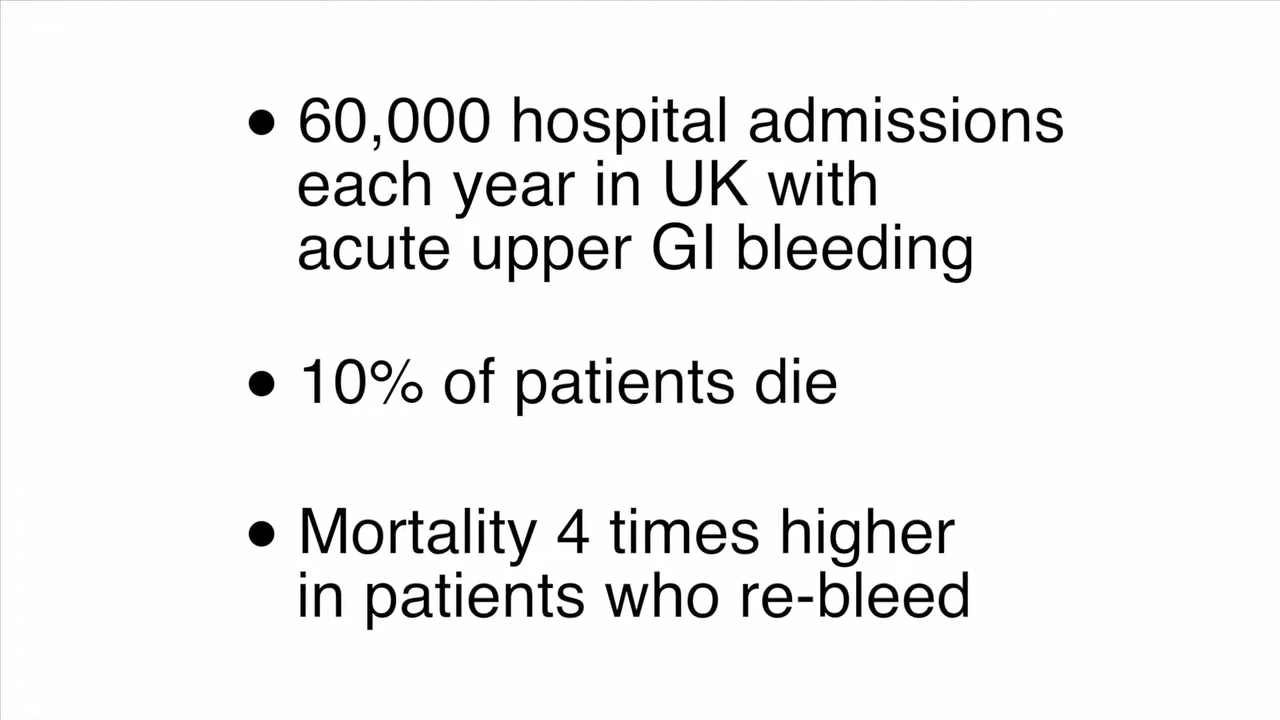 • 60,000 hospital admissions
each year in UK with
acute upper GI bleeding
• 10% of patients die
• Mortality 4 times higher
in patients who re-bleed